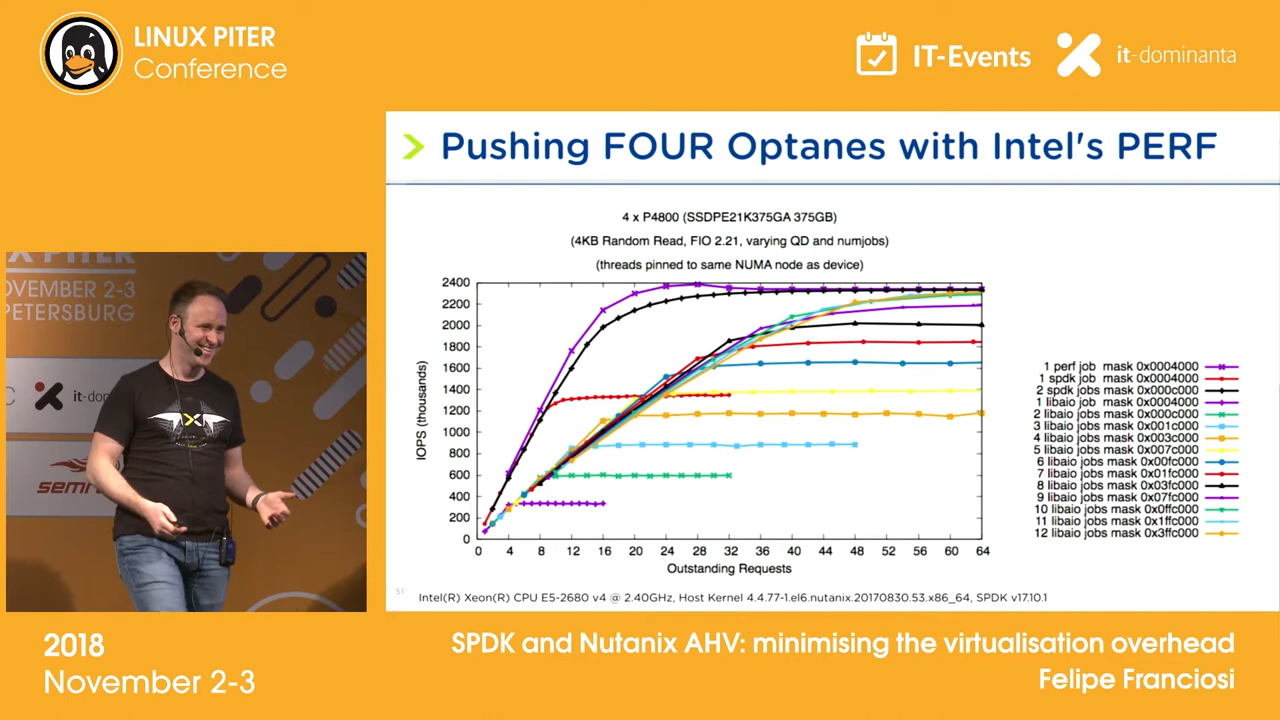 LINUX PITER
Conference
IT-Events
it-dominanta
Pushing FOUR Optanes with Intel's PERF
4 x P4800 (SSDPE21K375GA 375GB)
(4KB Random Read, FIO 2.21, varying QD and numjobs)
(threads pinned to same NUMA node as device)
IOPS (thousands)
2400
2200
2000
1800
1600
1400
1200
1000
800
600
400
200
0
0 4 8 12 16 20 24 28 32 36 40 44 48 52 56 60 64
Outstanding Requests
1 perf job mask 0x0004000
1 spdk job mask 0x0004000
2 spdk jobs mask 0x000c000
1 libaio job mask 0x0004000
2 libaio jobs mask 0x000c000
3 libaio jobs mask 0x001c000
4 libaio jobs mask 0x003c000
5 libaio jobs mask 0x007c000
6 libaio jobs mask 0x00fc000
7 libaio jobs mask 0x01fc000
8 libaio jobs mask 0x03fc000
9 libaio jobs mask 0x07fc000
10 libaio jobs mask 0x0ffc000
11 libaio jobs mask 0x1ffc000
12 libaio jobs mask 0x3ffc000
51
Intel(R) Xeon(R) CPU E5-2680 v4 @ 2.40GHz, Host Kernel 4.4.77-1.el6.nutanix.20170830.53.x86_64, SPDK v17.10.1
X PITER
OVEMBER 2-3
PETERSBURG
C
it-dom
semr
X
2018
November 2-3
SPDK and Nutanix AHV: minimising the virtualisation overhead
Felipe Franciosi